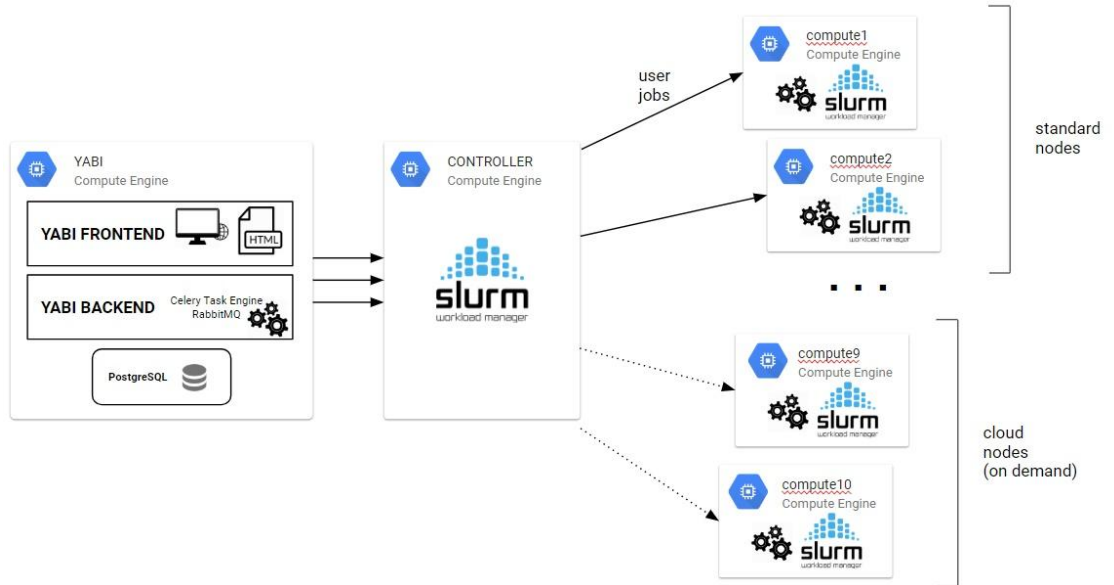 YABI
Compute Engine
YABI FRONTEND
HTML
YABI BACKEND
Celery Task Engine
RabbitMQ
PostgreSQL
CONTROLLER
Compute Engine
slurm
workload manager
user
jobs
compute1
Compute Engine
slurm
workload manager
compute2
Compute Engine
slurm
workload manager
standard
nodes
. . .
compute9
Compute Engine
slurm
workload manager
compute10
Compute Engine
slurm
workload manager
cloud
nodes
(on demand)